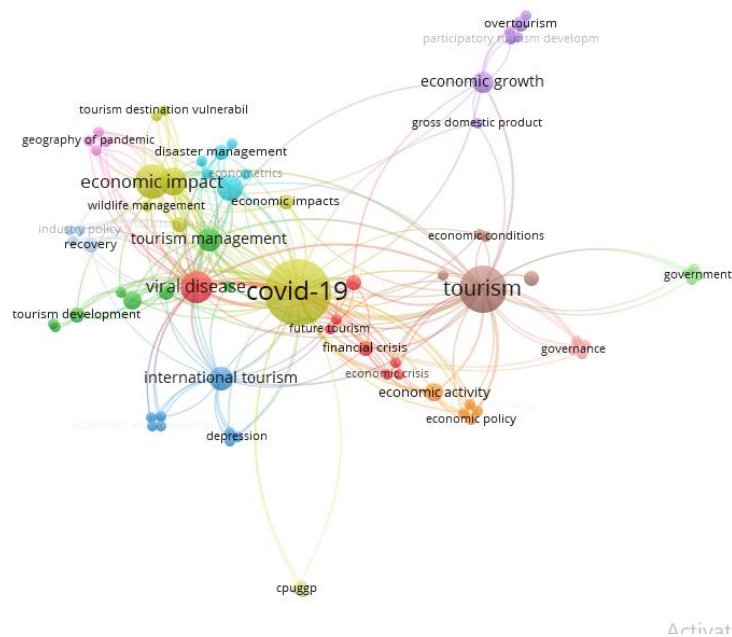 overtourism
participatory tourism developm
economic growth
tourism destination vulnerabil
gross domestic product
geography of pandemic
disaster management
econometrics
economic impact
wildlife management
economic impacts
industry policy
recovery
tourism management
economic conditions
government
viral disease
covid-19
tourism
tourism development
future tourism
financial crisis
governance
economic crisis
international tourism
economic activity
economic policy
depression
cpuggp
Activat